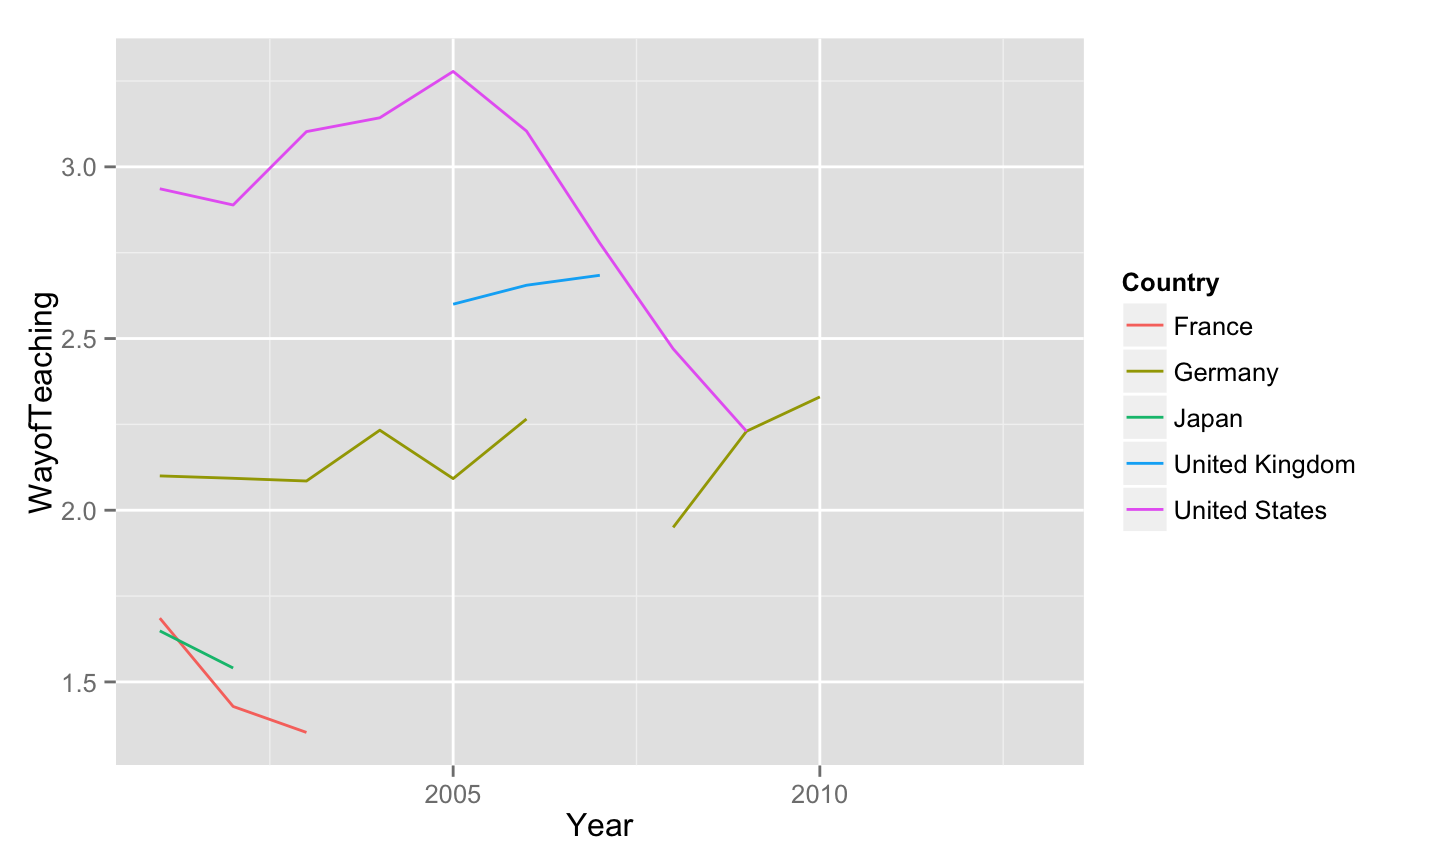 WayofTeaching
3.0
2.5
2.0
1.5
2005
2010
Year
Country
France
Germany
Japan
United Kingdom
United States